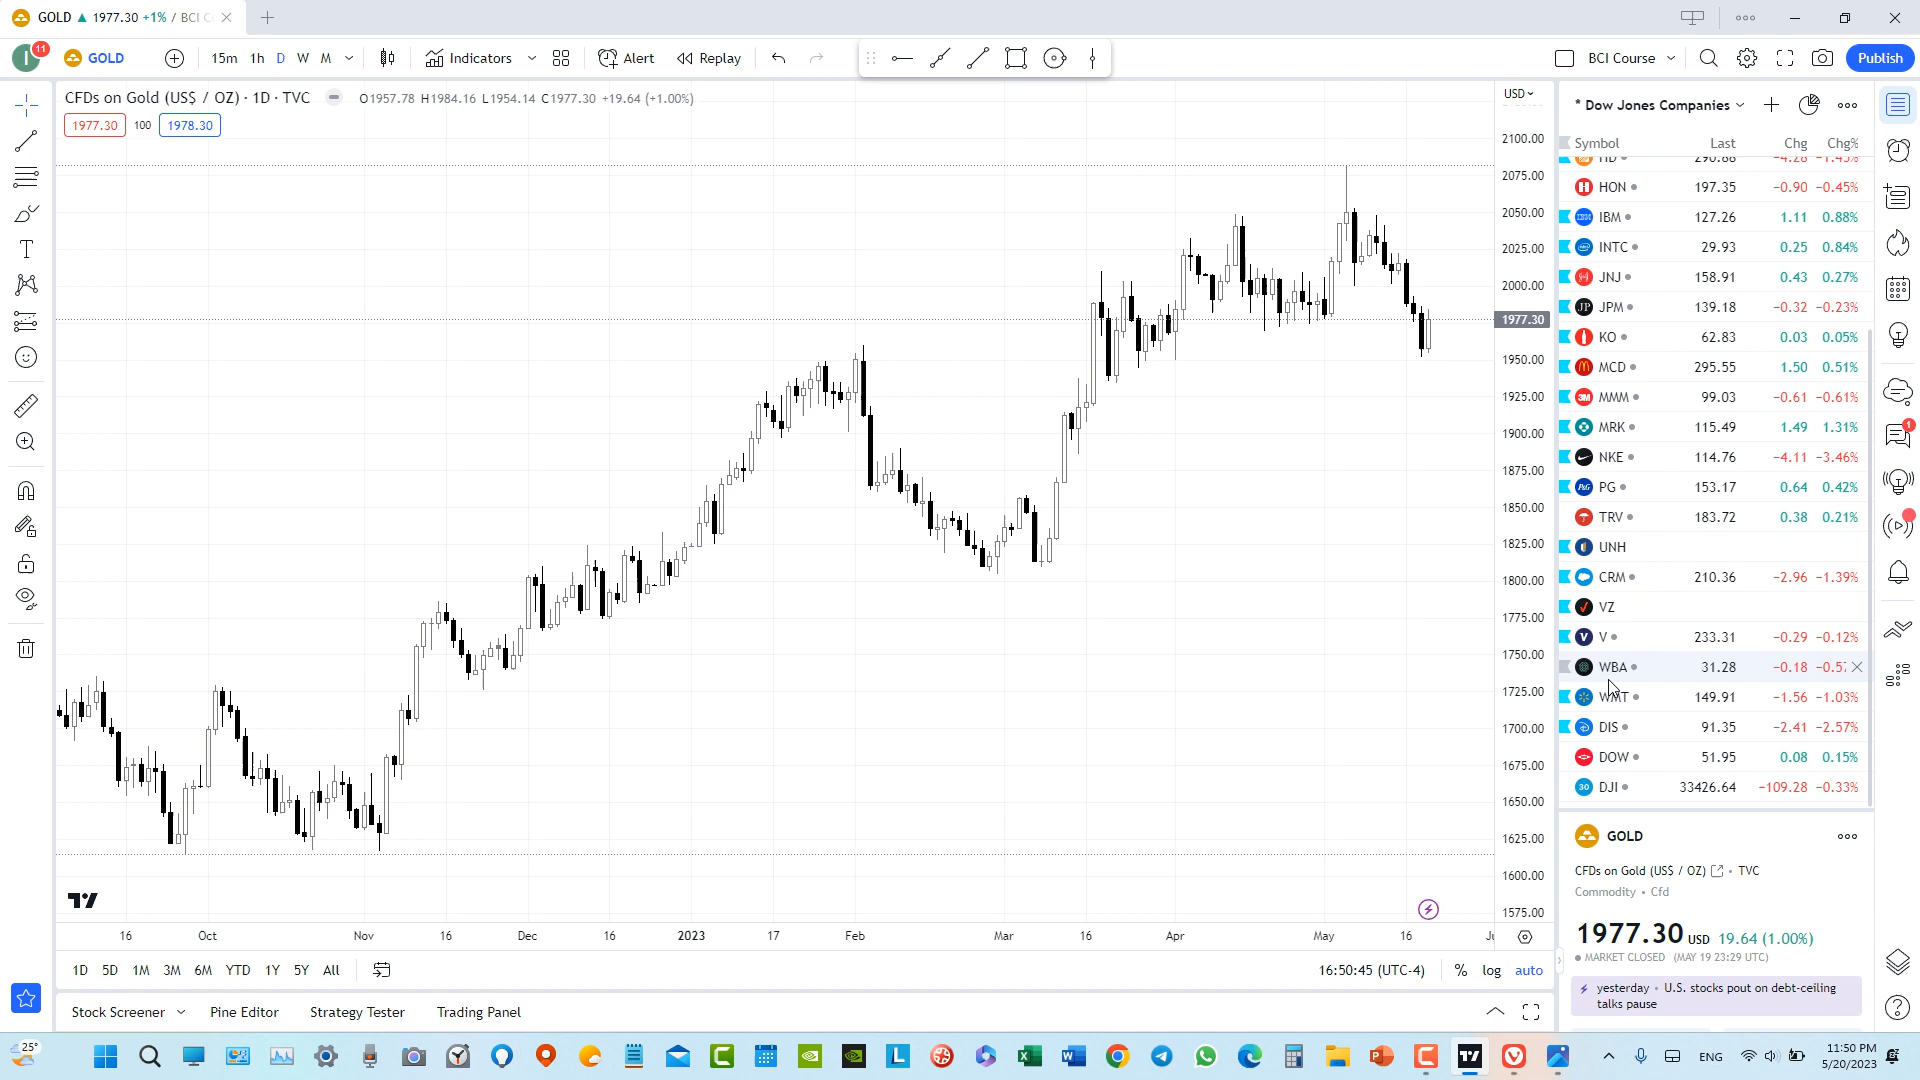 GOLD ▲ 1977.30 +1% / BCI C
I
11
GOLD
15m 1h D W M
Indicators
Alert
Replay
BCI Course
Publish
CFDs on Gold (US$ / OZ) · 1D · TVC
O1957.78 H1984.16 L1954.14 C1977.30 +19.64 (+1.00%)
1977.30 100 1978.30
USD
2100.00
2075.00
2050.00
2025.00
2000.00
1977.30
1950.00
1925.00
1900.00
1875.00
1850.00
1825.00
1800.00
1775.00
1750.00
1725.00
1700.00
1675.00
1650.00
1625.00
1600.00
1575.00
16 Oct Nov 16 Dec 16 2023 17 Feb Mar 16 Apr May 16
1D 5D 1M 3M 6M YTD 1Y 5Y All
16:50:45 (UTC-4) % log auto
Stock Screener Pine Editor Strategy Tester Trading Panel
* Dow Jones Companies
Symbol Last Chg Chg%
HD 290.88 −4.28 −1.45%
HON 197.35 −0.90 −0.45%
IBM 127.26 1.11 0.88%
INTC 29.93 0.25 0.84%
JNJ 158.91 0.43 0.27%
JPM 139.18 −0.32 −0.23%
KO 62.83 0.03 0.05%
MCD 295.55 1.50 0.51%
MMM 99.03 −0.61 −0.61%
MRK 115.49 1.49 1.31%
NKE 114.76 −4.11 −3.46%
PG 153.17 0.64 0.42%
TRV 183.72 0.38 0.21%
UNH
CRM 210.36 −2.96 −1.39%
VZ
V 233.31 −0.29 −0.12%
WBA 31.28 −0.18 −0.57
WMT 149.91 −1.56 −1.03%
DIS 91.35 −2.41 −2.57%
DOW 51.95 0.08 0.15%
DJI 33426.64 −109.28 −0.33%
GOLD
CFDs on Gold (US$ / OZ) • TVC
Commodity • Cfd
1977.30 USD 19.64 (1.00%)
MARKET CLOSED (MAY 19 23:29 UTC)
yesterday • U.S. stocks pout on debt-ceiling
talks pause
1
25°
ENG
11:50 PM
5/20/2023